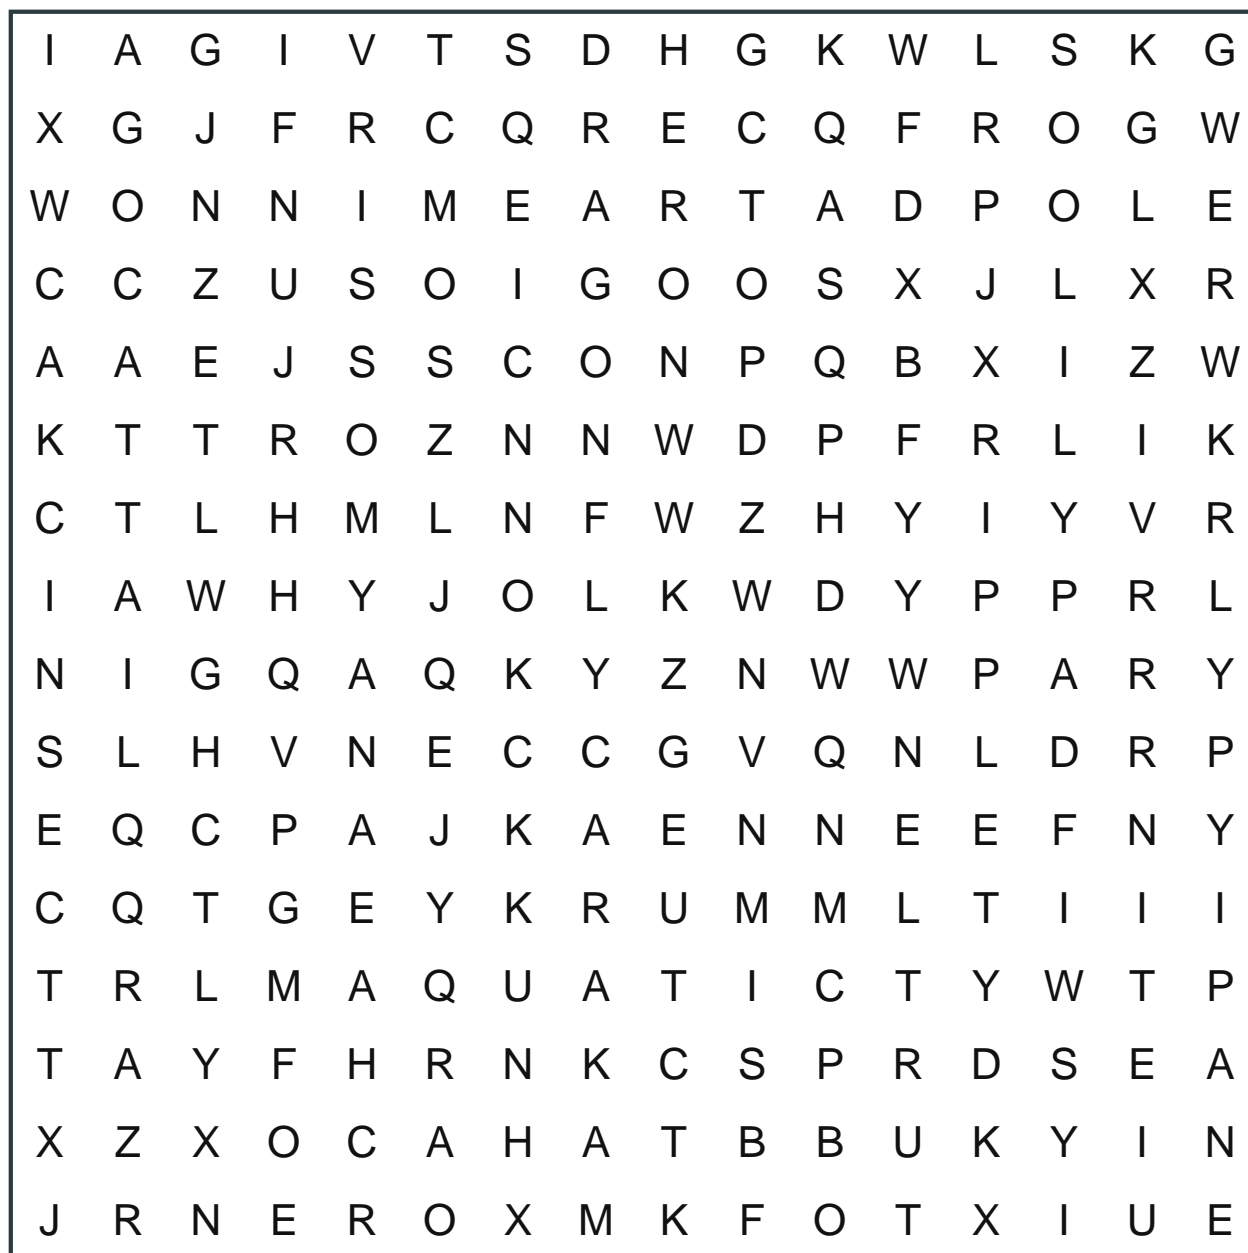 I A G I V T S D H G K W L S K G
X G J F R C Q R E C Q F R O G W
W O N N I M E A R T A D P O L E
C C Z U S O I G O O S X J L X R
A A E J S S C O N P Q B X I Z W
K T T R O Z N N W D P F R L I K
C T L H M L N F W Z H Y I Y V R
I A W H Y J O L K W D Y P P R L
N I G Q A Q K Y Z N W W P A R Y
S L H V N E C C G V Q N L D R P
E Q C P A J K A E N N E E F N Y
C Q T G E Y K R U M M L T I I I
T R L M A Q U A T I C T Y W T P
T A Y F H R N K C S P R D S E A
X Z X O C A H A T B B U K Y I N
J R N E R O X M K F O T X I U E